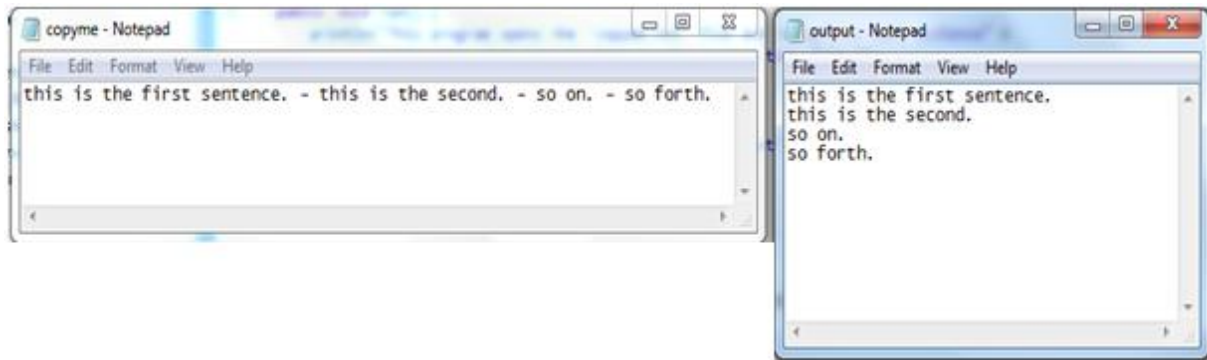 copyme - Notepad
File Edit Format View Help
this is the first sentence. - this is the second. - so on. - so forth.
output - Notepad
File Edit Format View Help
this is the first sentence.
this is the second.
so on.
so forth.